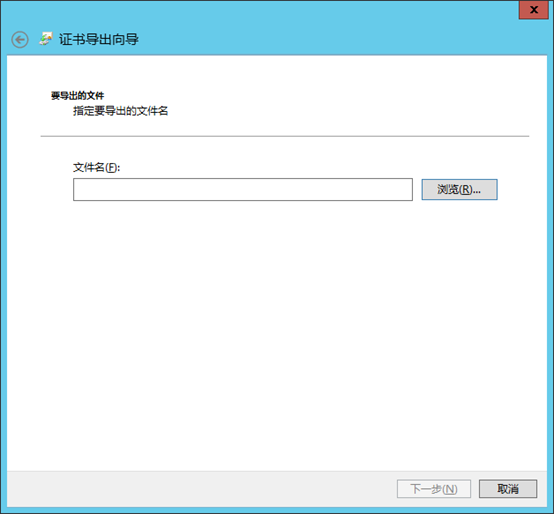 证书导出向导
要导出的文件
指定要导出的文件名
文件名(F):
浏览(R)...
下一步(N)
取消